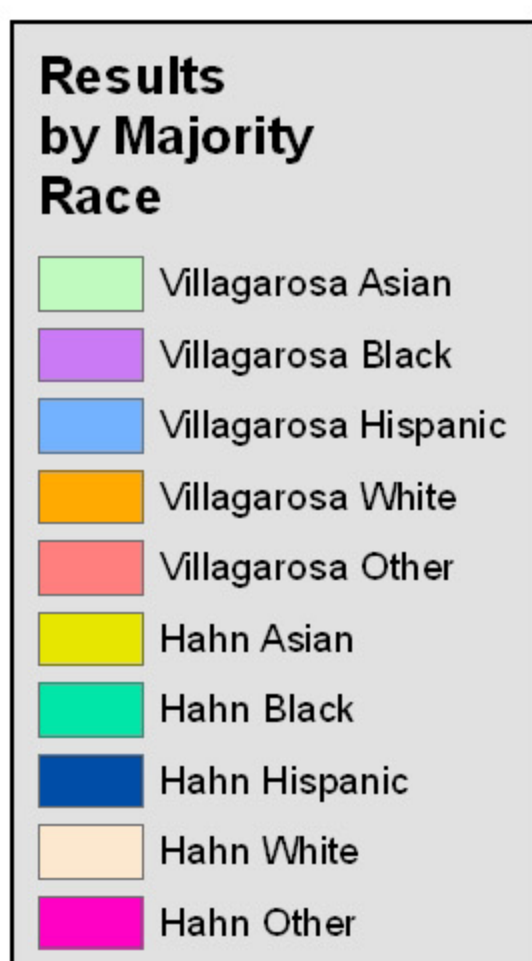 Results
by Majority
Race
Villagarosa Asian
Villagarosa Black
Villagarosa Hispanic
Villagarosa White
Villagarosa Other
Hahn Asian
Hahn Black
Hahn Hispanic
Hahn White
Hahn Other